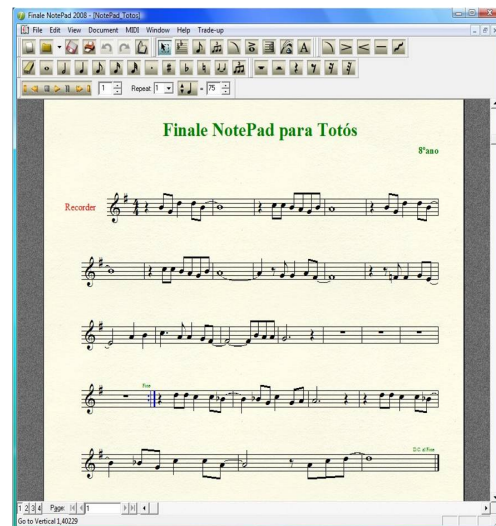 Finale NotePad 2008 - [NotePad_Totos]
File Edit View Document MIDI Window Help Trade-up
1 Repeat 1 = 75
Finale NotePad para Totós
8ºano
Recorder
Fine
D.C. al Fine
1 2 3 4 Page: 1
Go to Vertical 1,40229